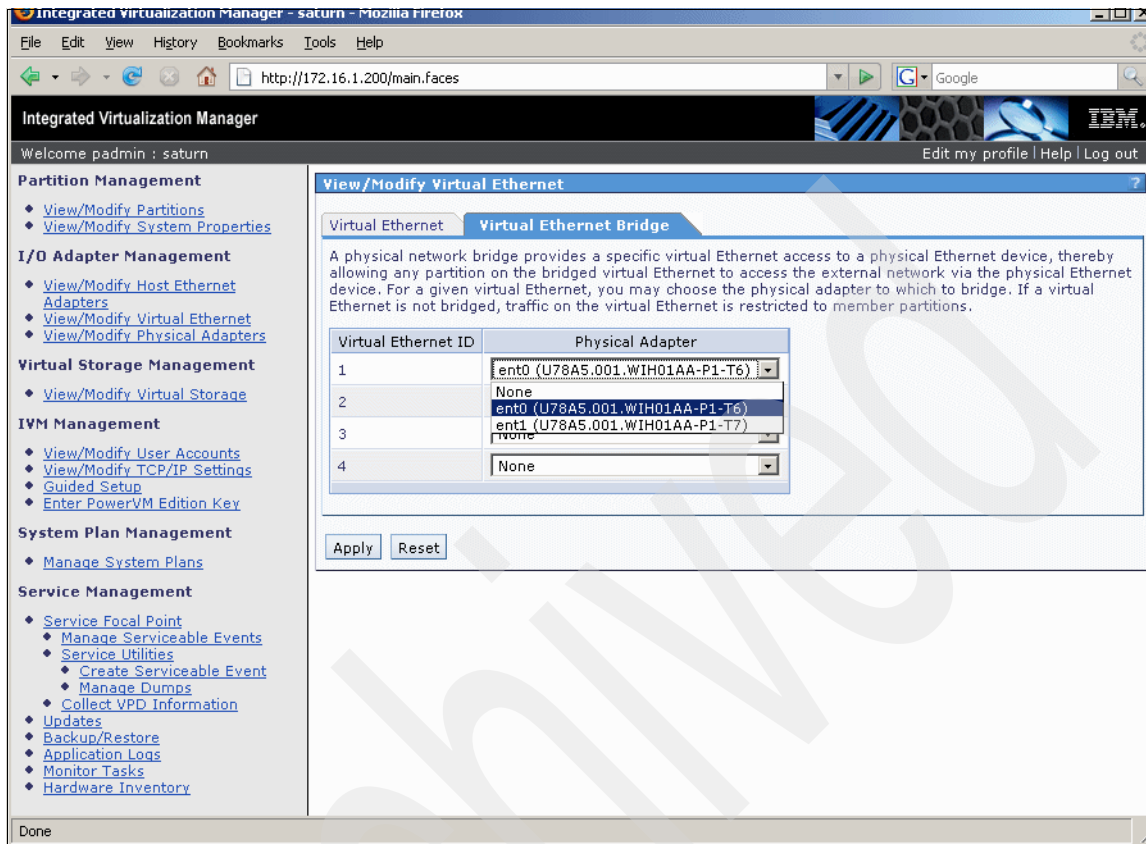 Integrated Virtualization Manager - saturn - Mozilla Firefox
File Edit View History Bookmarks Tools Help
http://172.16.1.200/main.faces
G Google
Integrated Virtualization Manager
IBM.
Welcome padmin : saturn
Edit my profile | Help | Log out
Partition Management
View/Modify Partitions
View/Modify System Properties
I/O Adapter Management
View/Modify Host Ethernet
Adapters
View/Modify Virtual Ethernet
View/Modify Physical Adapters
Virtual Storage Management
View/Modify Virtual Storage
IVM Management
View/Modify User Accounts
View/Modify TCP/IP Settings
Guided Setup
Enter PowerVM Edition Key
System Plan Management
Manage System Plans
Service Management
Service Focal Point
Manage Serviceable Events
Service Utilities
Create Serviceable Event
Manage Dumps
Collect VPD Information
Updates
Backup/Restore
Application Logs
Monitor Tasks
Hardware Inventory
View/Modify Virtual Ethernet
?
Virtual Ethernet
Virtual Ethernet Bridge
A physical network bridge provides a specific virtual Ethernet access to a physical Ethernet device, thereby
allowing any partition on the bridged virtual Ethernet to access the external network via the physical Ethernet
device. For a given virtual Ethernet, you may choose the physical adapter to which to bridge. If a virtual
Ethernet is not bridged, traffic on the virtual Ethernet is restricted to member partitions.
Virtual Ethernet ID Physical Adapter
1 ent0 (U78A5.001.WIH01AA-P1-T6)
None
2
ent0 (U78A5.001.WIH01AA-P1-T6)
ent1 (U78A5.001.WIH01AA-P1-T7)
3 None
4 None
Apply Reset
Done
hived